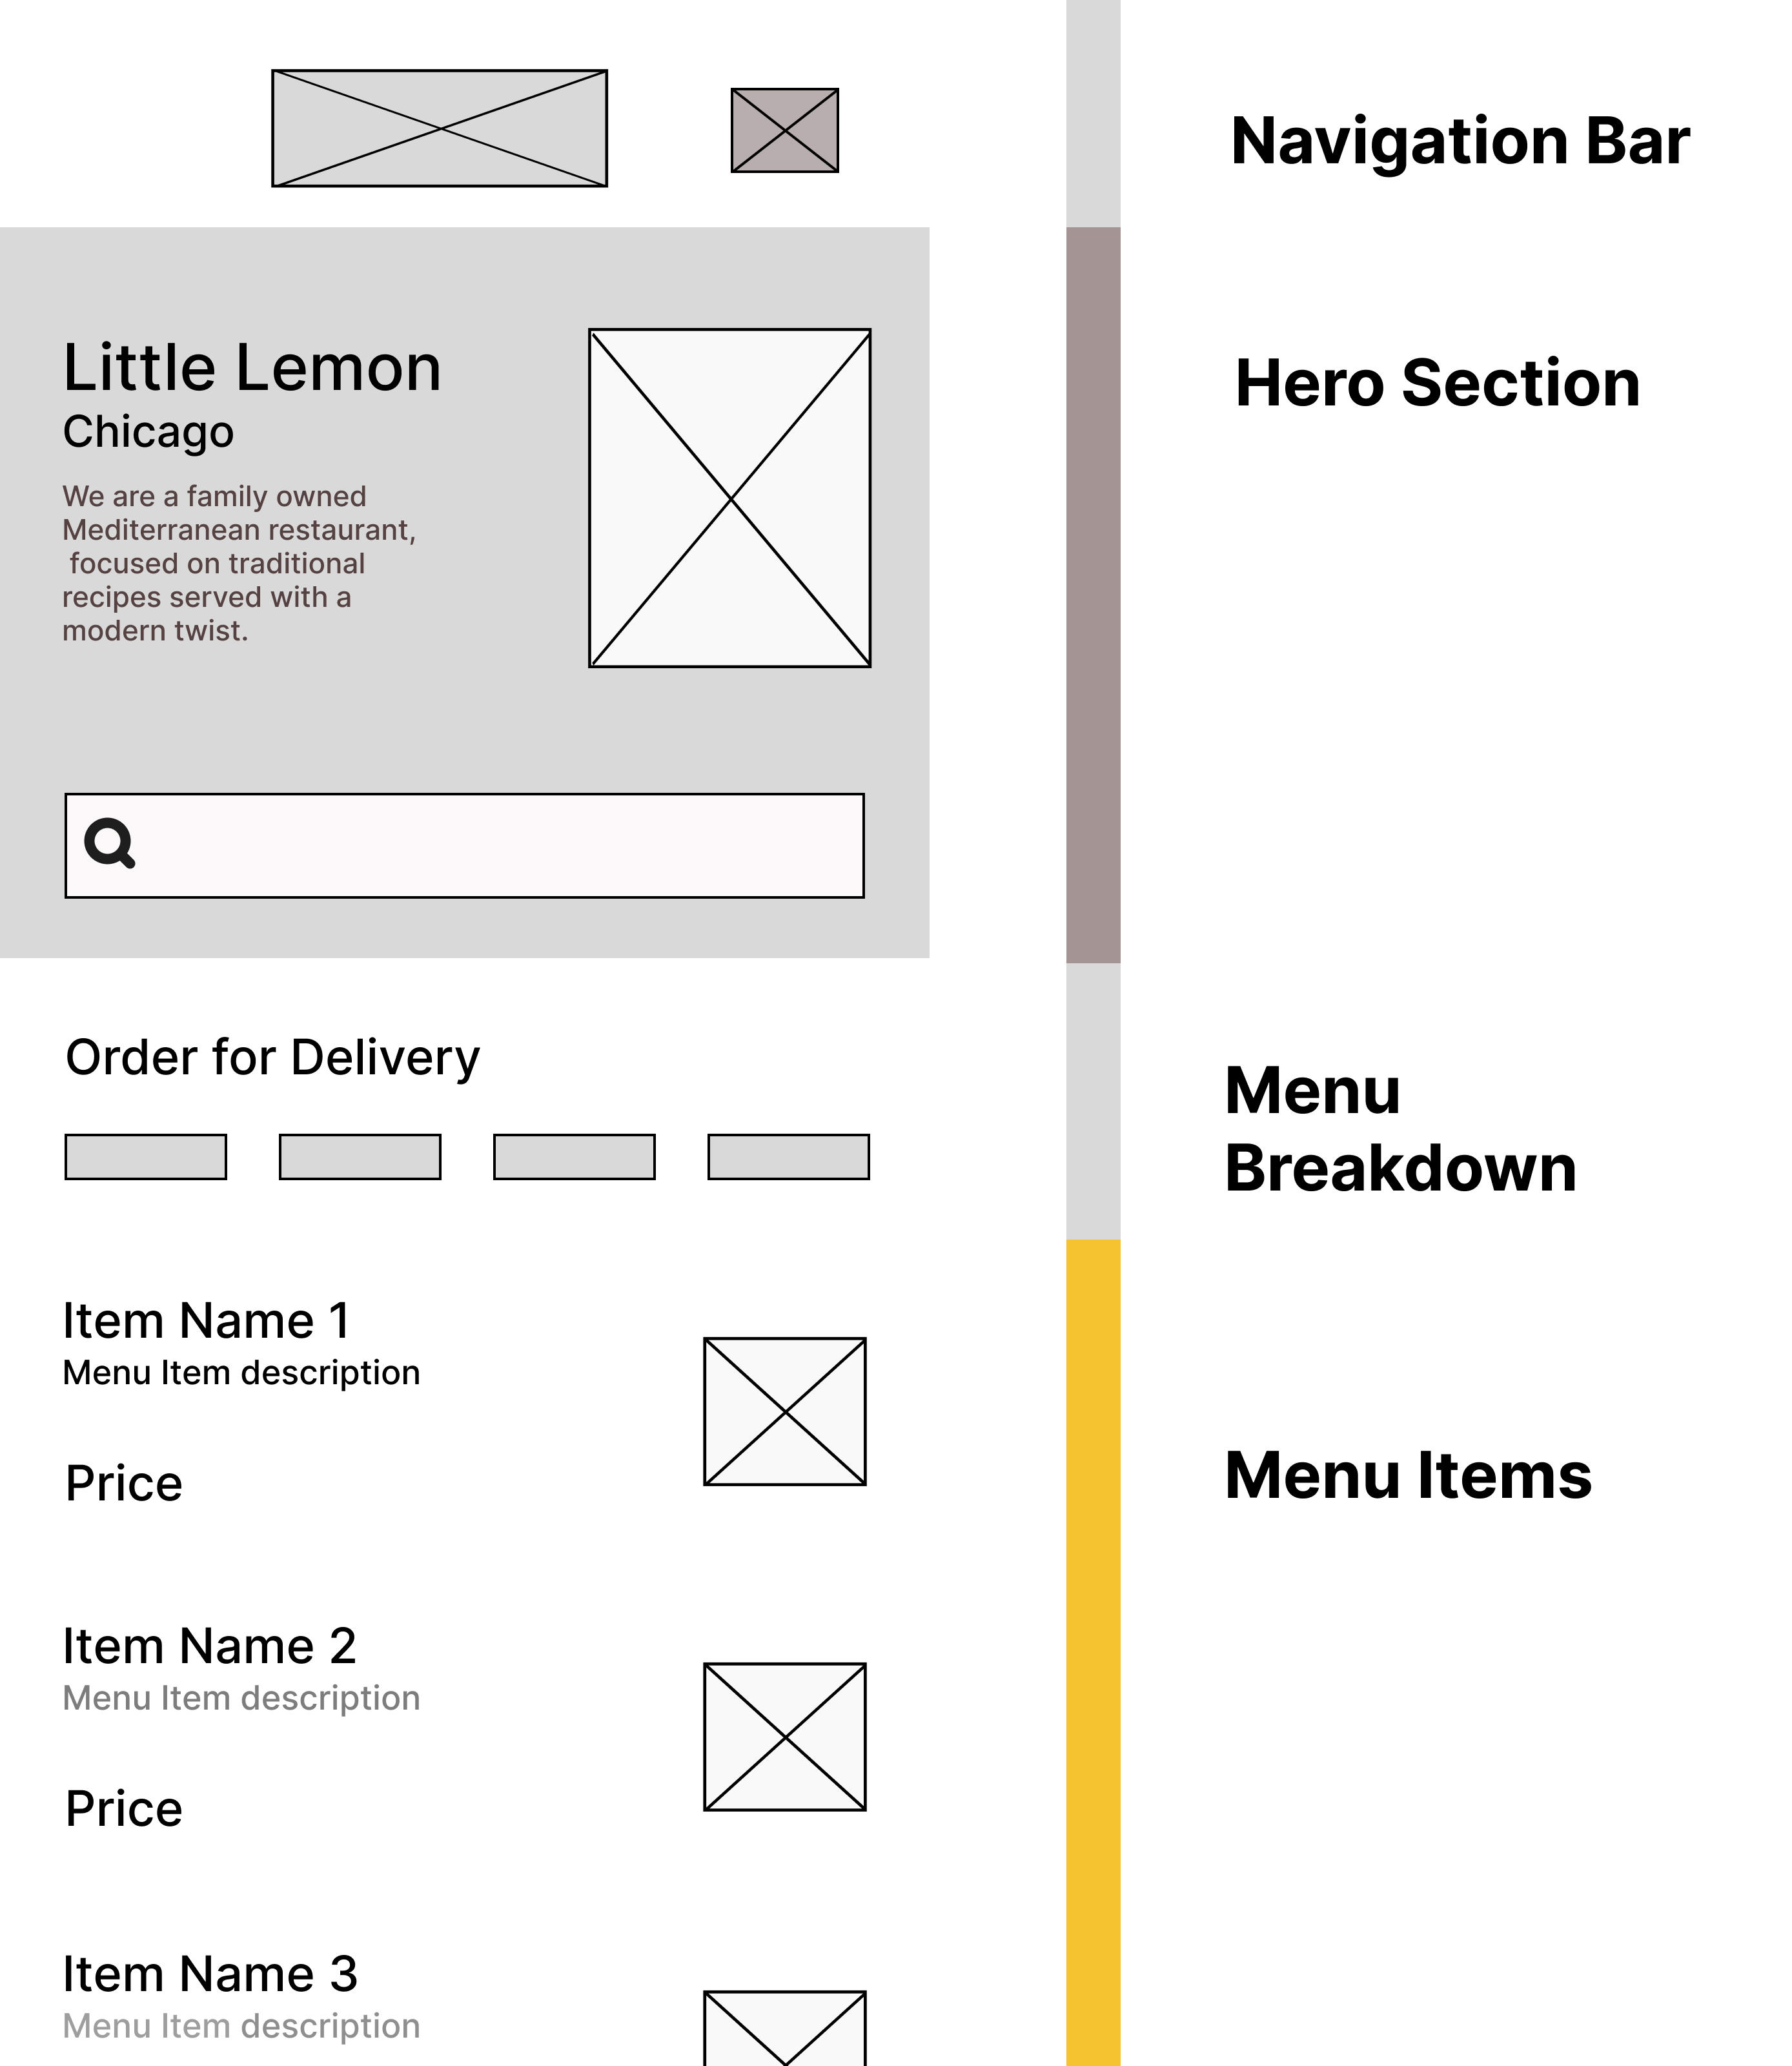 Navigation Bar
Little Lemon
Chicago
We are a family owned
Mediterranean restaurant,
focused on traditional
recipes served with a
modern twist.
Hero Section
Order for Delivery
Menu
Breakdown
Item Name 1
Menu Item description
Price
Menu Items
Item Name 2
Menu Item description
Price
Item Name 3
Menu Item description